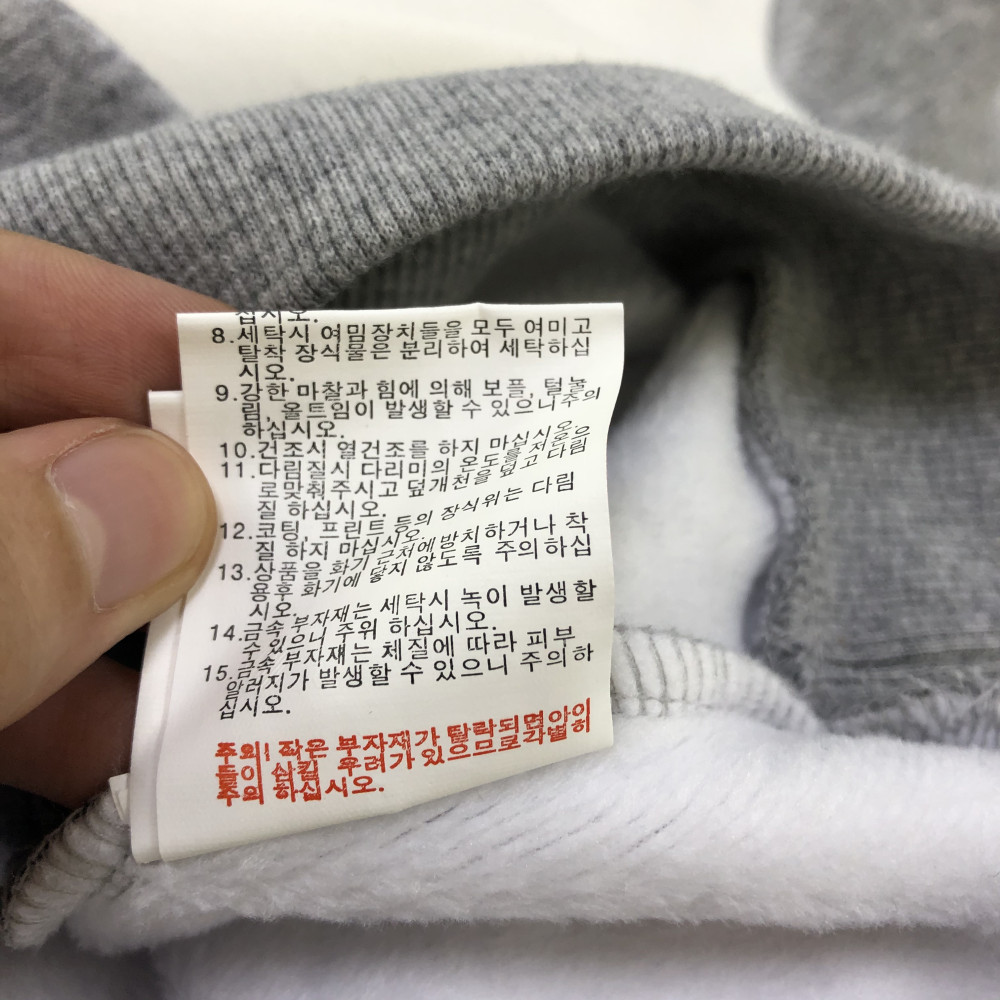 십시오.
8.세탁시 여밈장치들을 모두 여미고
탈착 장식물은 분리하여 세탁하십
시오.
9.강한 마찰과 힘에 의해 보플, 털눌
림, 올트임이 발생할 수 있으니주의
하십시오.
10.건조시 열건조를 하지 마십시오.
11.다림질시 다리미의 온도를 저온으
로맞춰주시고 덮개천을 덮고 다림
질 하십시오.
12.코팅, 프린트 등의 장식위는 다림
질 하지 마십시오.
13.상품을 화기 근처에 방치하거나 착
용후 화기에 닿지 않도록 주의하십
시오.
14.금속 부자재는 세탁시 녹이 발생할
수 있으니 주위 하십시오.
15.금속 부자재는 체질에 따라 피부
알러지가 발생할 수 있으니 주의하
십시오.
주의! 작은 부자재가 탈락되면아이
들이 삼킬 우려가 있으므로각별히
주의 하십시오.